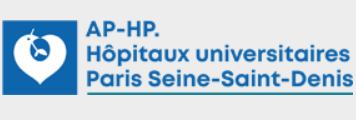 AP-HP.
Hôpitaux universitaires
Paris Seine-Saint-Denis